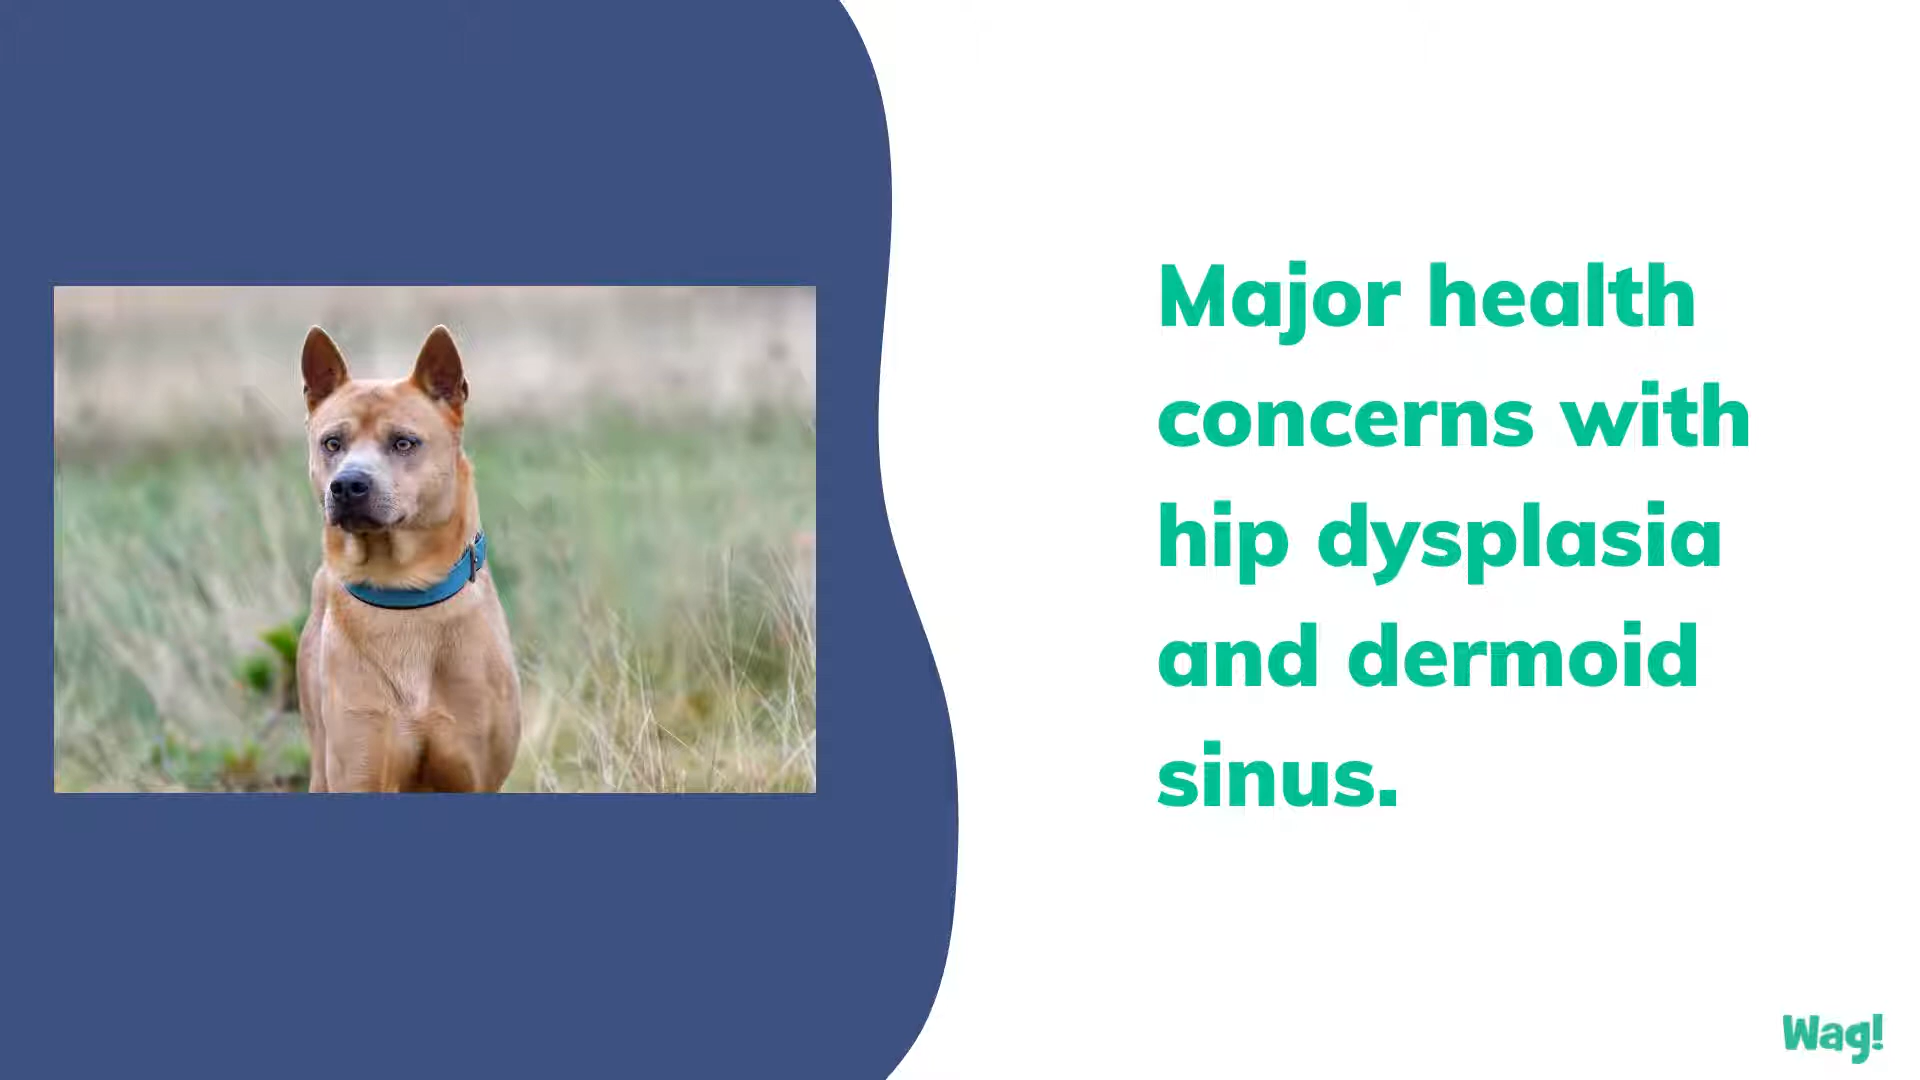 Major health
concerns with
hip dysplasia
and dermoid
sinus.
Wag!